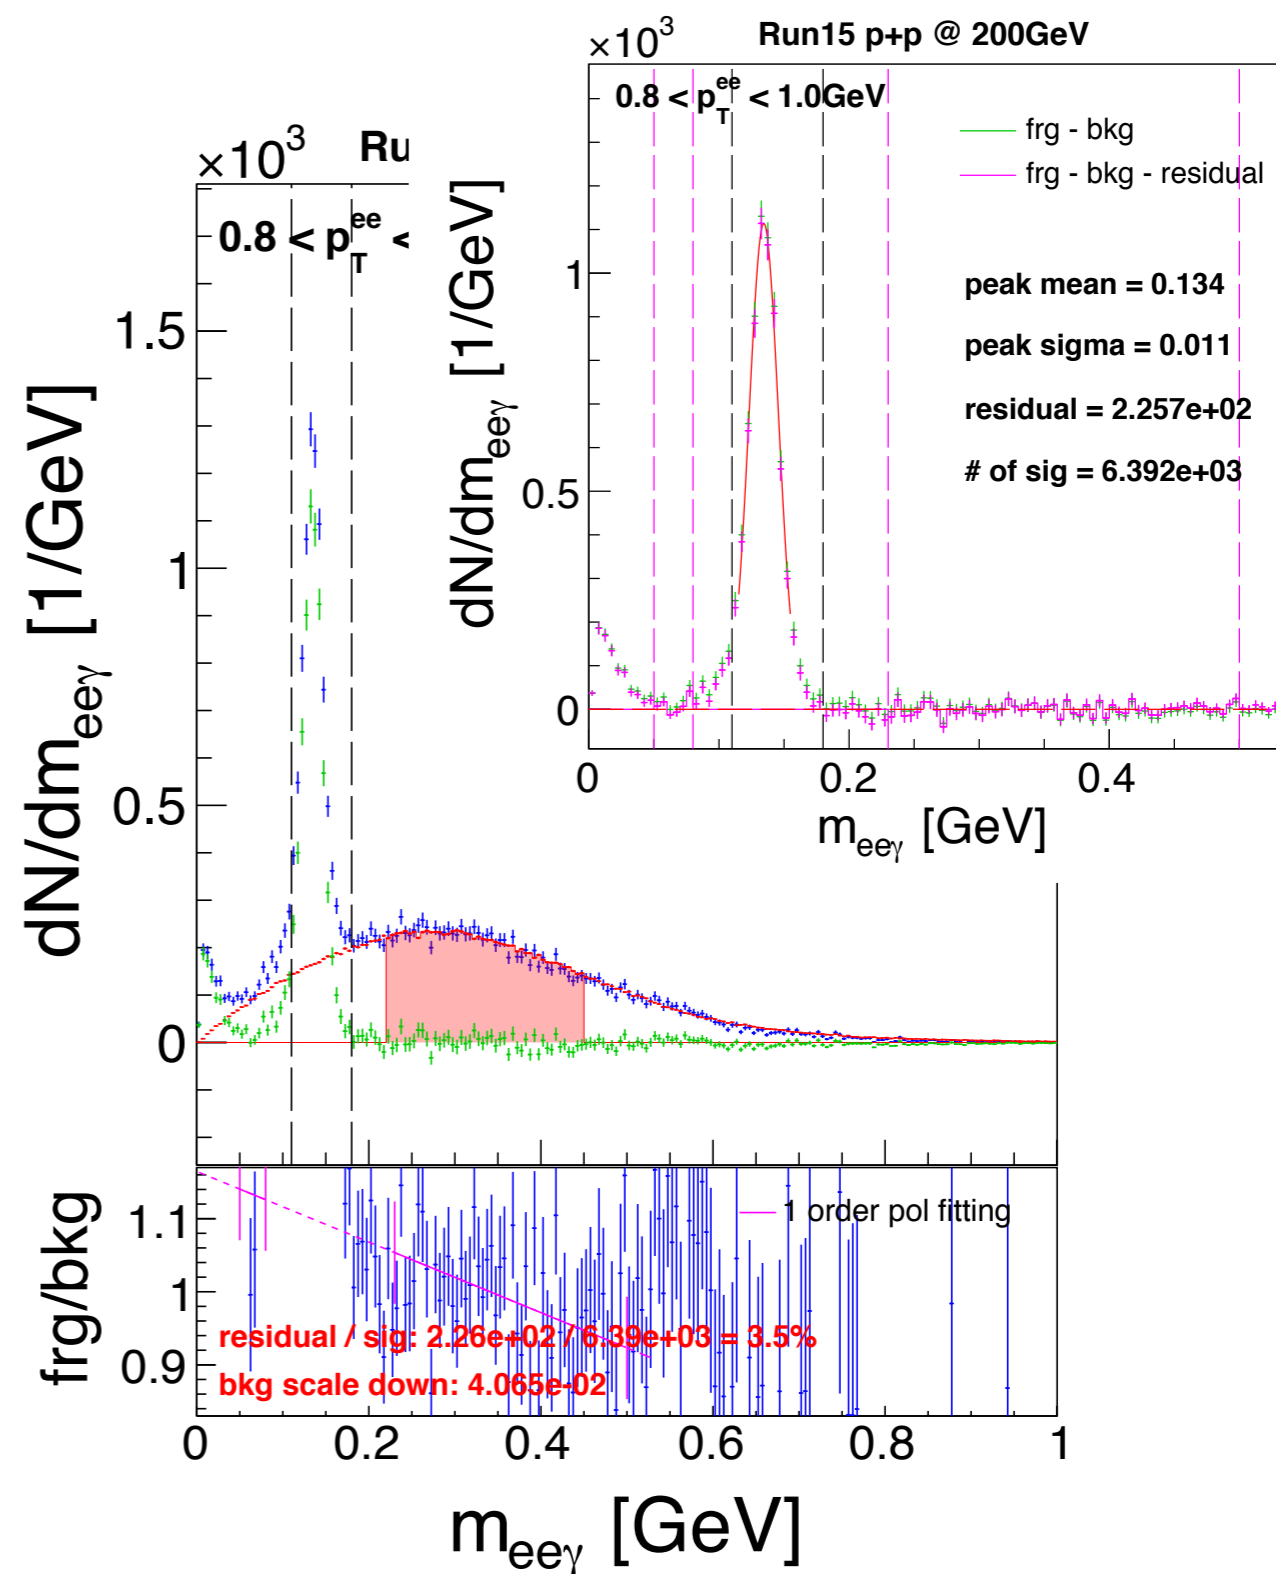 ×10³
Run15 p+p @ 200GeV
0.8 < p_T^ee < 1.0GeV
frg - bkg
frg - bkg - residual
peak mean = 0.134
peak sigma = 0.011
residual = 2.257e+02
# of sig = 6.392e+03
dN/dm_eeγ [1/GeV]
1
0.5
0
0 0.2 0.4
m_eeγ [GeV]
×10³ Ru
0.8 < p_T^ee <
dN/dm_eeγ [1/GeV]
1.5
1
0.5
0
frg/bkg
1.1
1
0.9
1 order pol fitting
residual / sig: 2.26e+02 / 6.39e+03 = 3.5%
bkg scale down: 4.065e-02
0 0.2 0.4 0.6 0.8 1
m_eeγ [GeV]